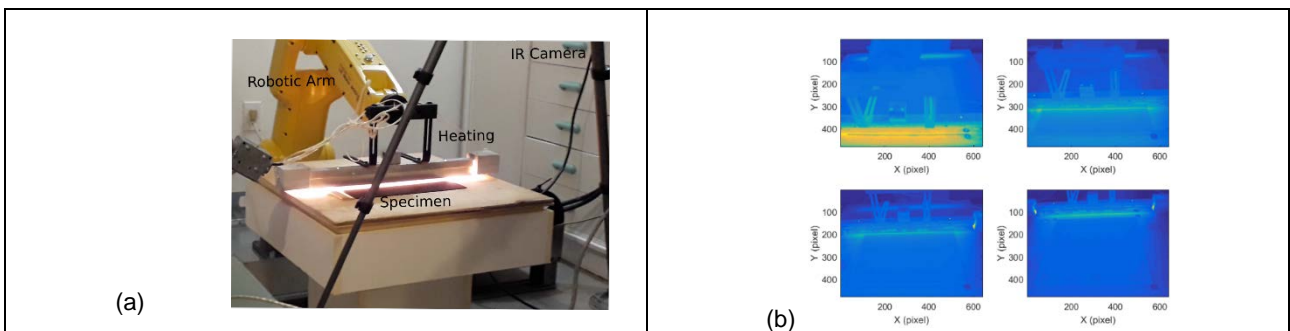 IR Camera
Robotic Arm
Heating
Specimen
(a)
100
200
300
400
Y (pixel)
200 400 600
X (pixel)
100
200
300
400
Y (pixel)
200 400 600
X (pixel)
100
200
300
400
Y (pixel)
200 400 600
X (pixel)
100
200
300
400
Y (pixel)
200 400 600
X (pixel)
(b)